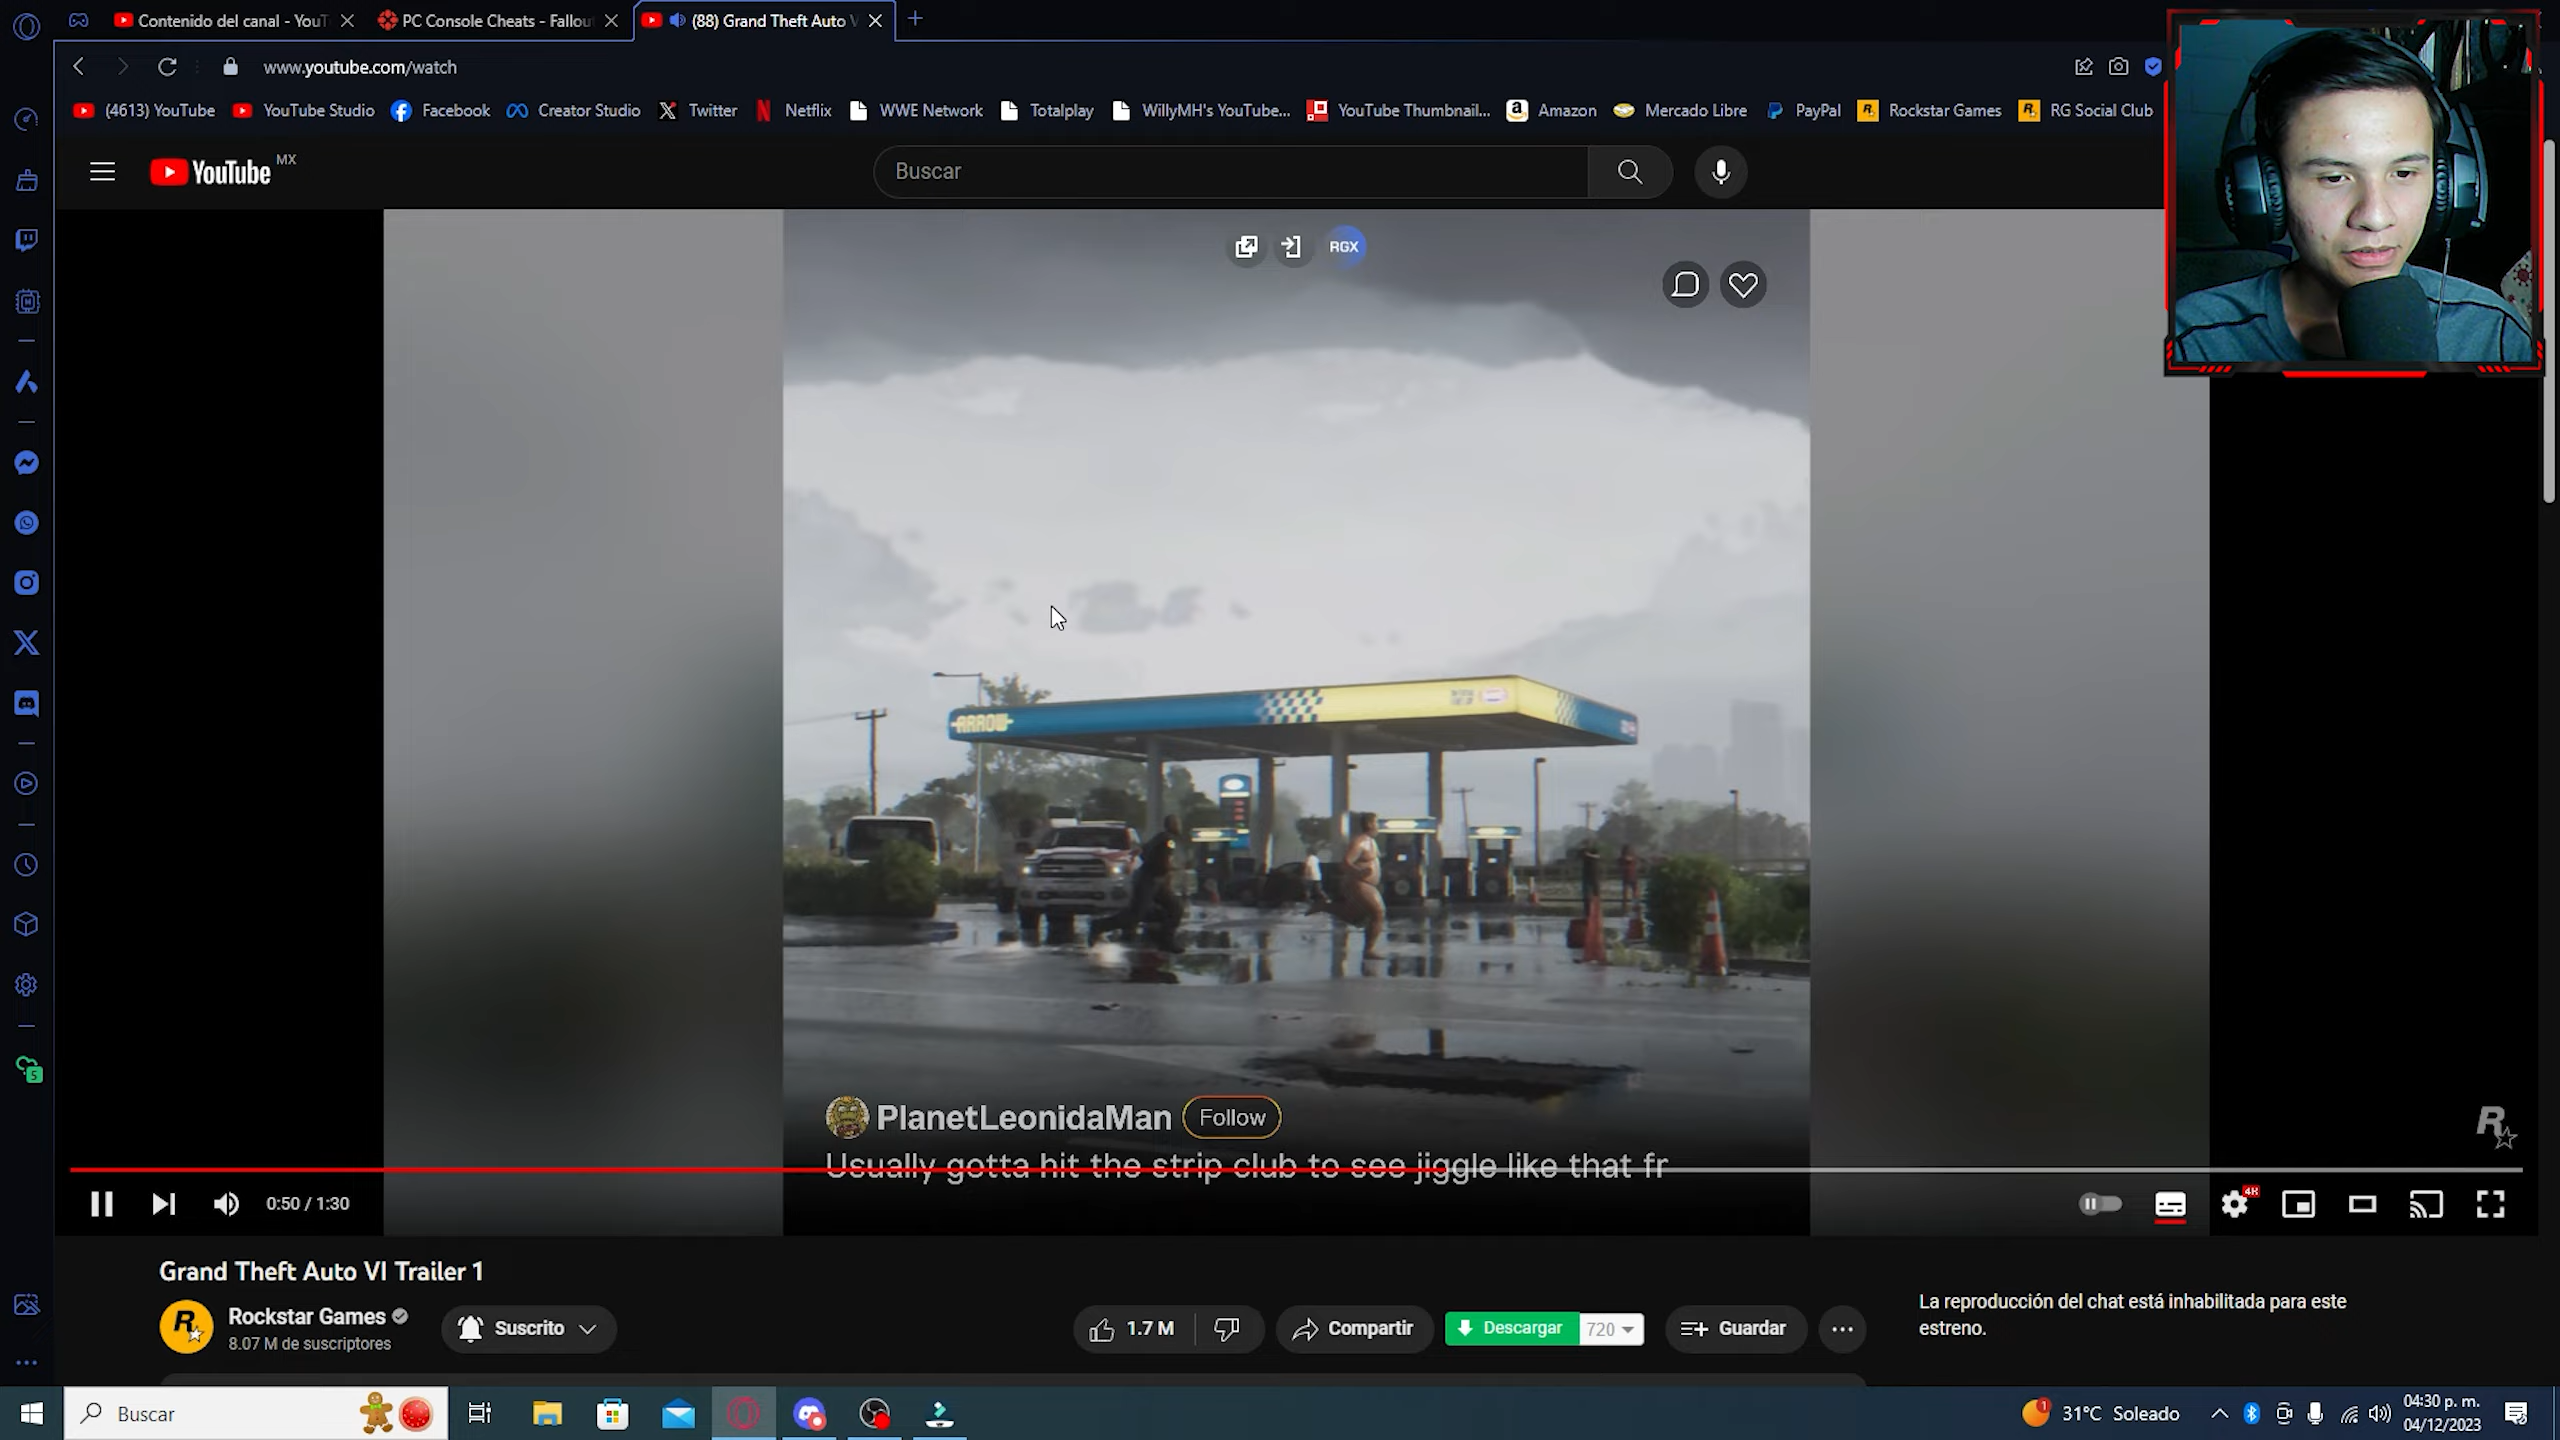 Contenido del canal - YouT
PC Console Cheats - Fallou
(88) Grand Theft Auto V
www.youtube.com/watch
(4613) YouTube
YouTube Studio
Facebook
Creator Studio
Twitter
Netflix
WWE Network
Totalplay
WillyMH's YouTube...
YouTube Thumbnail...
Amazon
Mercado Libre
PayPal
Rockstar Games
RG Social Club
YouTube MX
Buscar
RGX
ARROW
PlanetLeonidaMan Follow
Usually gotta hit the strip club to see jiggle like that fr
0:50 / 1:30
4K
Grand Theft Auto VI Trailer 1
Rockstar Games
8.07 M de suscriptores
Suscrito
1.7 M
Compartir
Descargar 720
Guardar
La reproducción del chat está inhabilitada para este
estreno.
5
Buscar
1
31°C Soleado
04:30 p. m.
04/12/2023